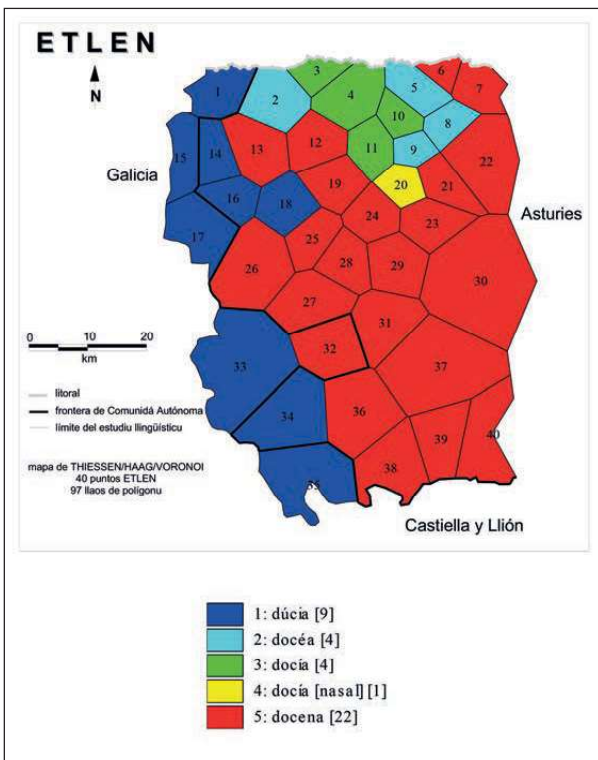 ETLEN
N
3
6
1
2
4
5
7
10
8
15
14
13
12
11
9
22
Galicia
16
18
19
20
21
Asturies
17
24
23
25
26
28
29
30
27
31
0 10 20
km
32
33
37
litoral
frontera de Comunidá Autónoma
límite del estudiu llingüísticu
34
36
39
40
mapa de THIESSEN/HAAG/VORONOI
40 puntos ETLEN
97 llaos de polígonu
38
35
Castiella y Llión
1: dúcia [9]
2: docéa [4]
3: docía [4]
4: docía [nasal] [1]
5: docena [22]